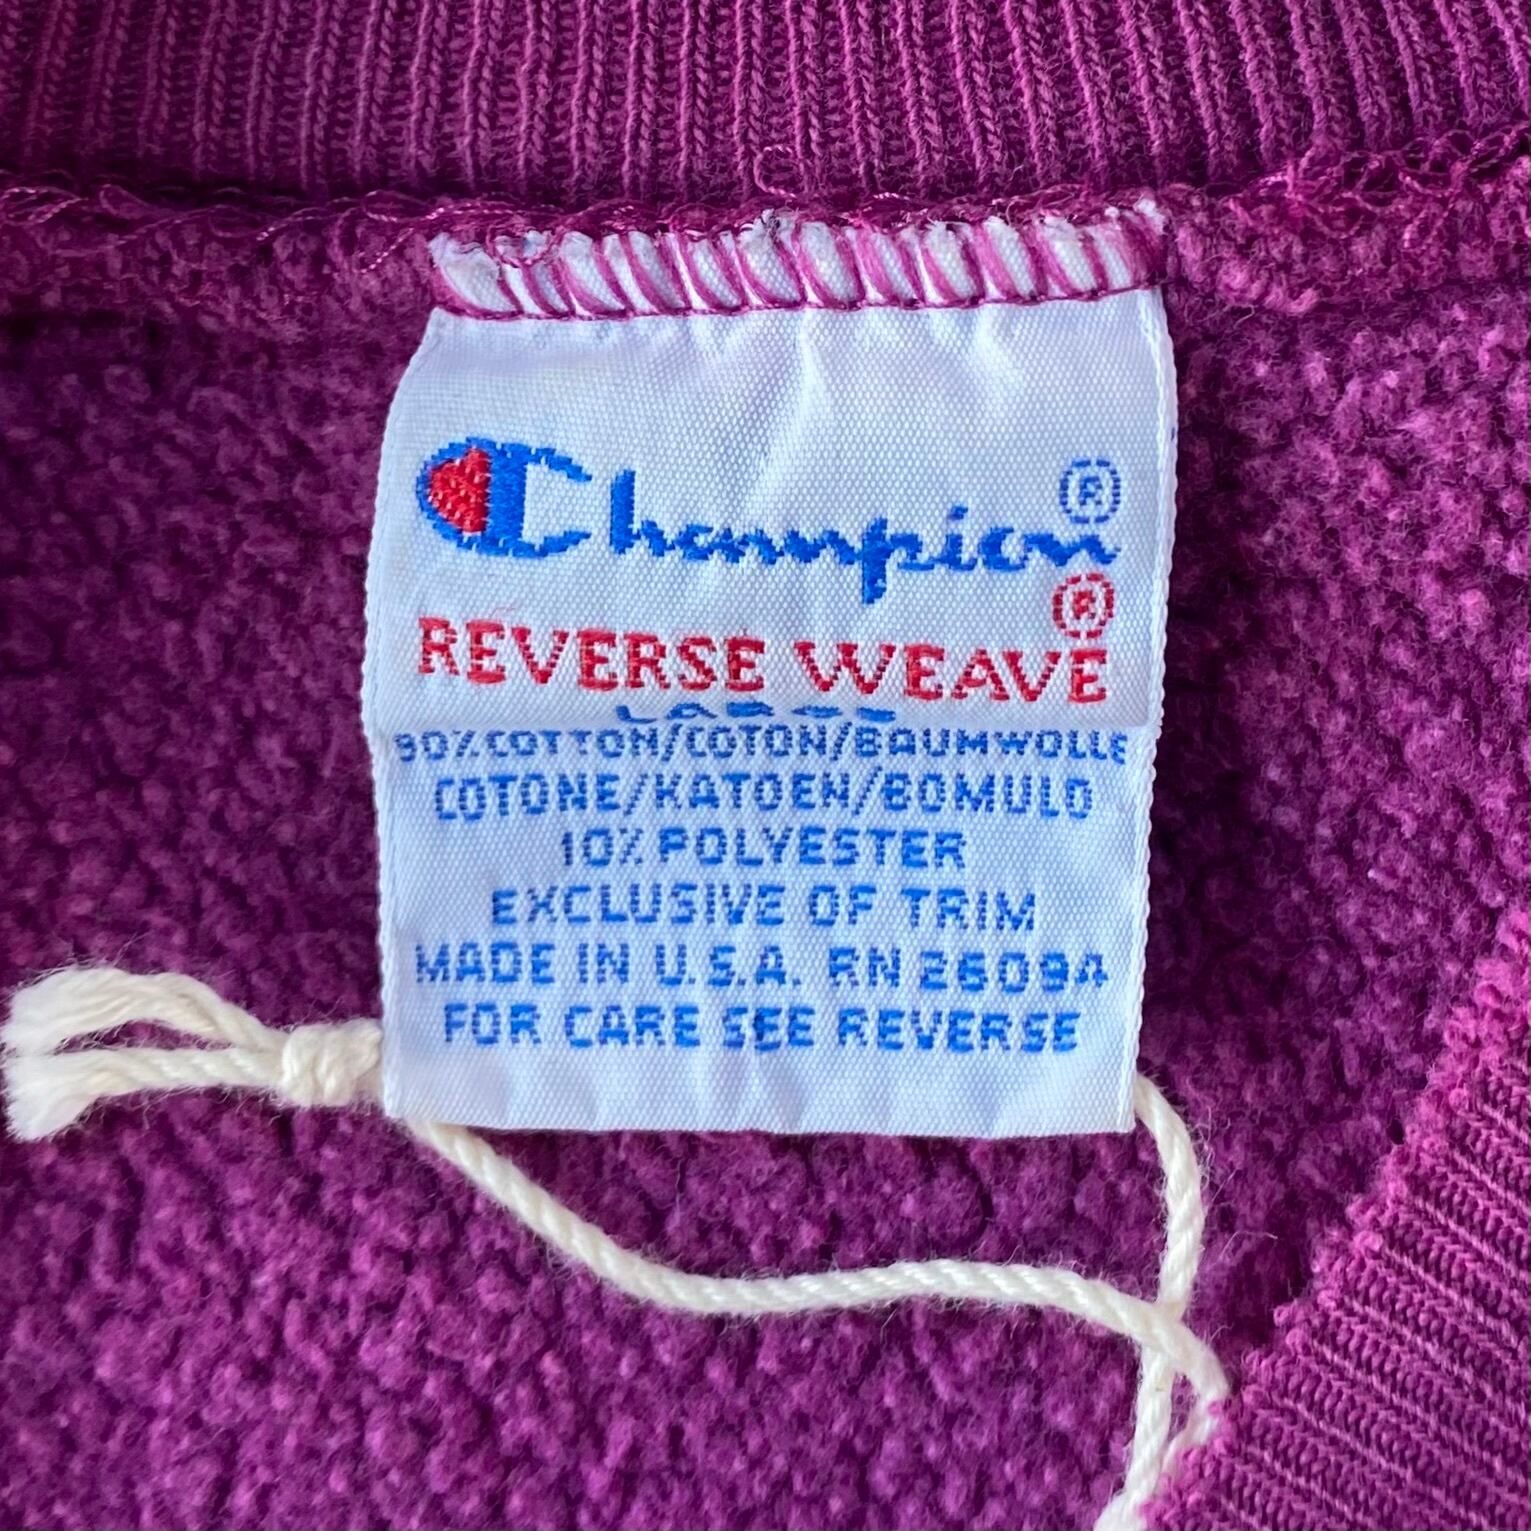 Champion®
REVERSE WEAVE®
LARGE
90% COTTON/COTON/BAUMWOLLE
COTONE/KATOEN/BOMULD
10% POLYESTER
EXCLUSIVE OF TRIM
MADE IN U.S.A. RN 26094
FOR CARE SEE REVERSE